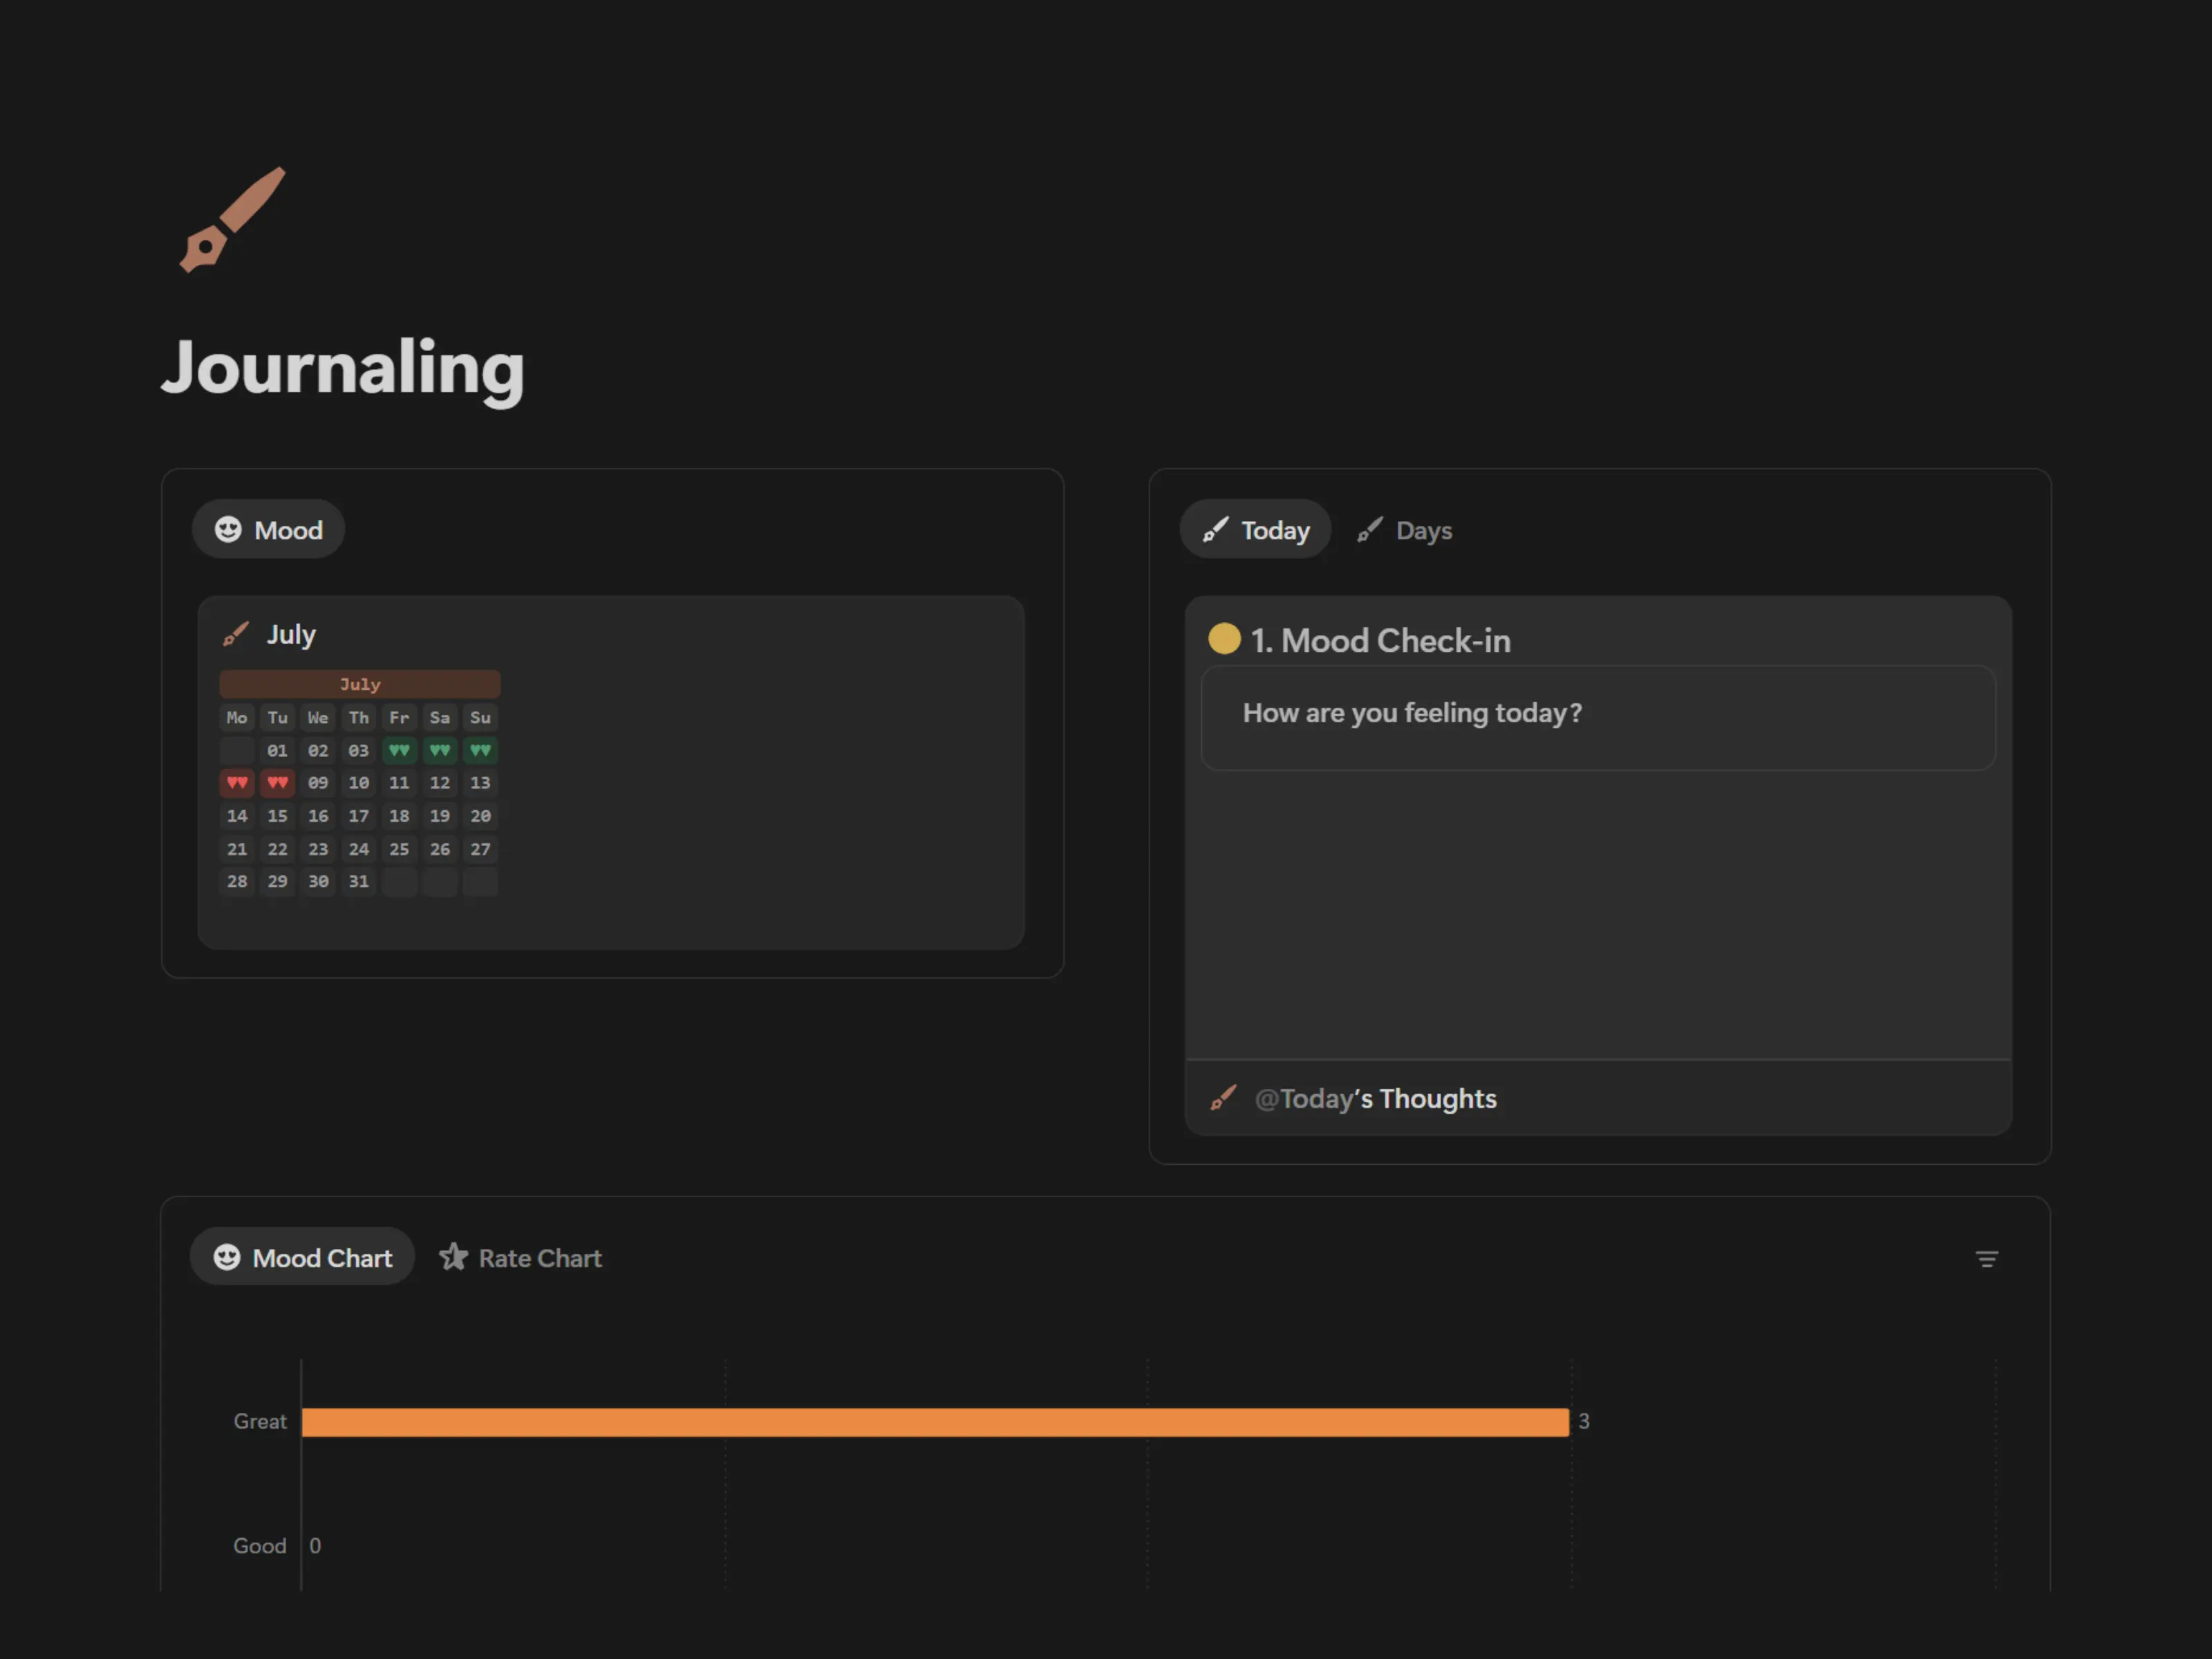 Journaling
Mood
July
July
Mo Tu We Th Fr Sa Su
01 02 03 ♥♥ ♥♥ ♥♥
♥♥ ♥♥ 09 10 11 12 13
14 15 16 17 18 19 20
21 22 23 24 25 26 27
28 29 30 31
Today Days
1. Mood Check-in
How are you feeling today?
@Today's Thoughts
Mood Chart Rate Chart
Great 3
Good 0